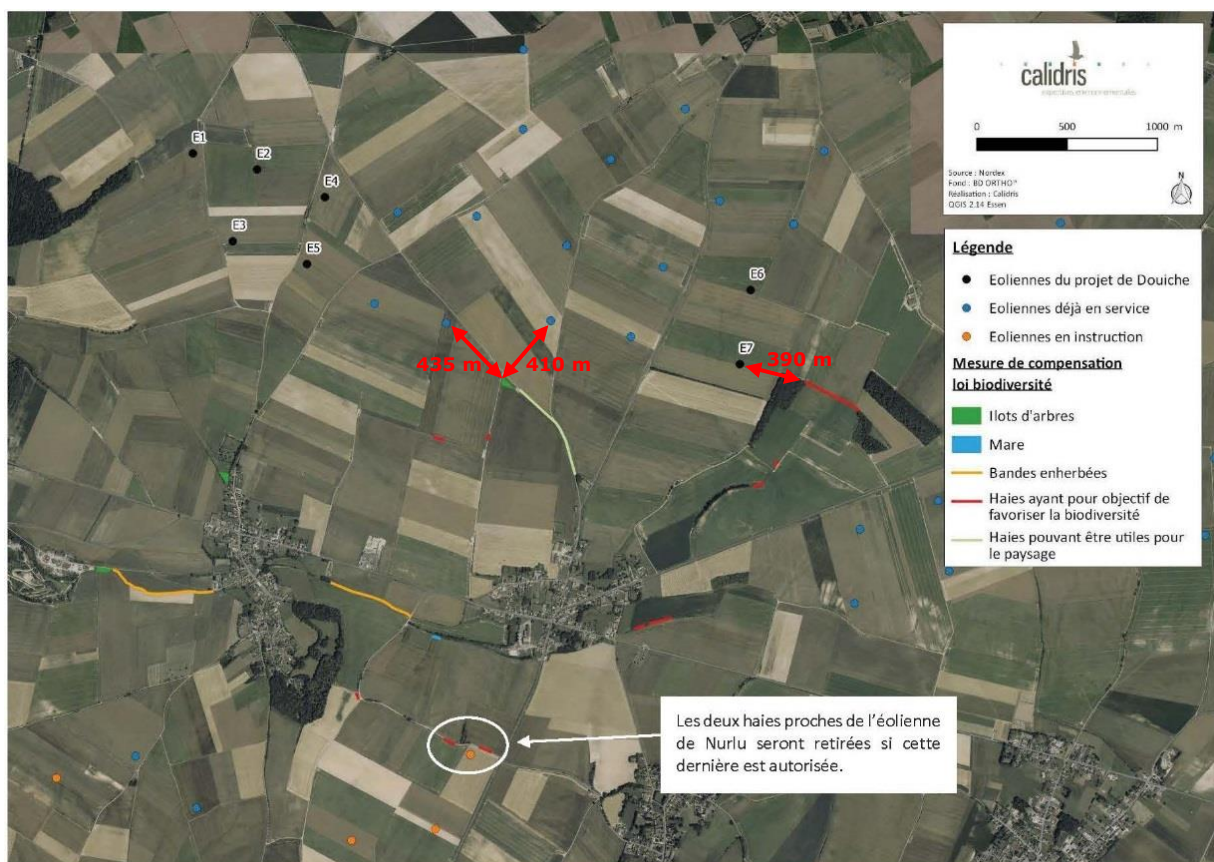 calidris
0 500 1000 m
Source : Nordex
Fond : BD ORTHO™
Réalisation : Calidris
QGIS 2.14 Essen
N
Légende
Eoliennes du projet de Douiche
Eoliennes déjà en service
Eoliennes en instruction
Mesure de compensation
loi biodiversité
Ilots d'arbres
Mare
Bandes enherbées
Haies ayant pour objectif de
favoriser la biodiversité
Haies pouvant être utiles pour
le paysage
E1
E2
E4
E3
E5
E6
E7
435 m
410 m
390 m
Les deux haies proches de l'éolienne
de Nurlu seront retirées si cette
dernière est autorisée.